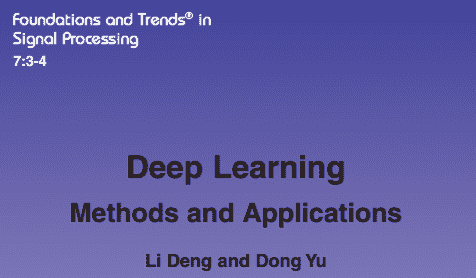 Foundations and Trends® in
Signal Processing
7:3-4
Deep Learning
Methods and Applications
Li Deng and Dong Yu